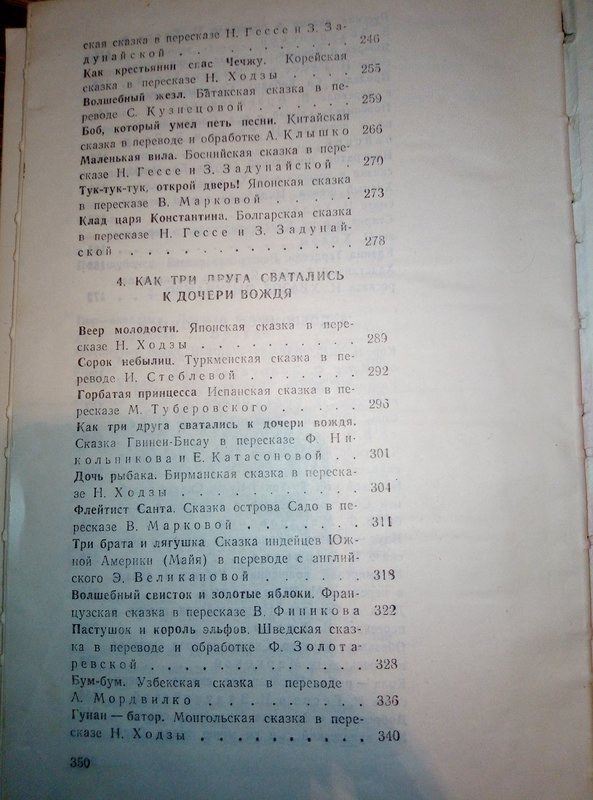 ская сказка в пересказе Н. Гессе и З. За-
дунайской . . . . . . . . 246
Как крестьянин спас Чечжу. Корейская
сказка в пересказе Н. Ходзы . . . . 255
Волшебный жезл. Батакская сказка в пе-
реводе С. Кузнецовой . . . . . . 259
Боб, который умел петь песни. Китайская
сказка в переводе и обработке А. Клышко 266
Маленькая вила. Боснийская сказка в пере-
сказе Н. Гессе и З. Задунайской . 270
Тук-тук-тук, открой дверь! Японская сказка
в пересказе В. Марковой . . . . . 273
Клад царя Константина. Болгарская сказка
в пересказе Н. Гессе и З. Задунай-
ской . . . . . . . . . . . . 278
4. КАК ТРИ ДРУГА СВАТАЛИСЬ
К ДОЧЕРИ ВОЖДЯ
Веер молодости. Японская сказка в пере-
сказе Н. Ходзы . . . . . . . . . 289
Сорок небылиц. Туркменская сказка в пе-
реводе И. Стеблевой . . . . . . 292
Горбатая принцесса Испанская сказка в пе-
ресказе М. Туберовского . . . . . 296
Как три друга сватались к дочери вождя.
Сказка Гвинеи-Бисау в пересказе Ф. Ни-
кольникова и Е. Катасоновой . . 301
Дочь рыбака. Бирманская сказка в переска-
зе Н. Ходзы . . . . . . . . . . 304
Флейтист Санта. Сказка острова Садо в пе-
ресказе В. Марковой . . . . . . . 311
Три брата и лягушка Сказка индейцев Юж-
ной Америки (Майя) в переводе с англий-
ского Э. Великановой . . . . . . 318
Волшебный свисток и золотые яблоки. Фран-
цузская сказка в пересказе В. Финикова 322
Пастушок и король эльфов. Шведская сказ-
ка в переводе и обработке Ф. Золота-
ревской . . . . . . . . . . . 328
Бум-бум. Узбекская сказка в переводе
Л. Мордвилко . . . . . . . . . 336
Гунан — батор. Монгольская сказка в пере-
сказе Н. Ходзы . . . . . . . . . . 340
350